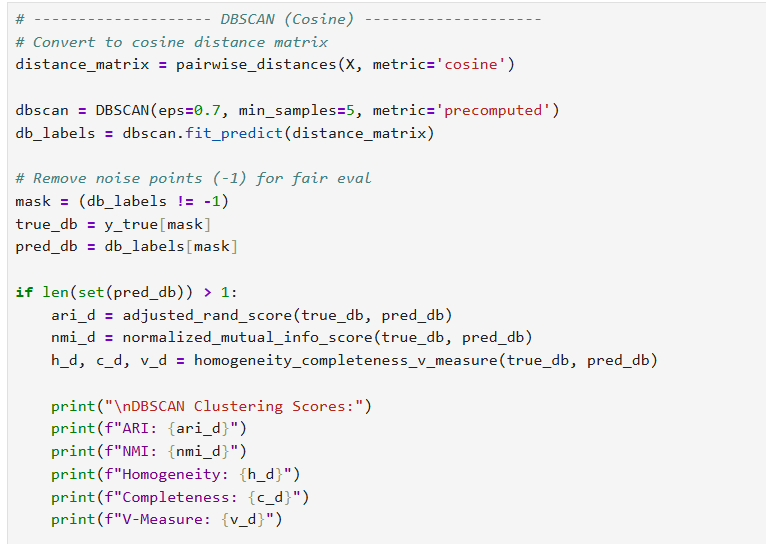 # -------------------- DBSCAN (Cosine) --------------------
# Convert to cosine distance matrix
distance_matrix = pairwise_distances(X, metric='cosine')
dbscan = DBSCAN(eps=0.7, min_samples=5, metric='precomputed')
db_labels = dbscan.fit_predict(distance_matrix)
# Remove noise points (-1) for fair eval
mask = (db_labels != -1)
true_db = y_true[mask]
pred_db = db_labels[mask]
if len(set(pred_db)) > 1:
    ari_d = adjusted_rand_score(true_db, pred_db)
    nmi_d = normalized_mutual_info_score(true_db, pred_db)
    h_d, c_d, v_d = homogeneity_completeness_v_measure(true_db, pred_db)
    print("\nDBSCAN Clustering Scores:")
    print(f"ARI: {ari_d}")
    print(f"NMI: {nmi_d}")
    print(f"Homogeneity: {h_d}")
    print(f"Completeness: {c_d}")
    print(f"V-Measure: {v_d}")